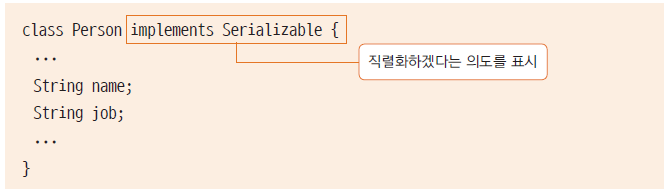 class Person implements Serializable {
...
직렬화하겠다는 의도를 표시
String name;
String job;
...
}